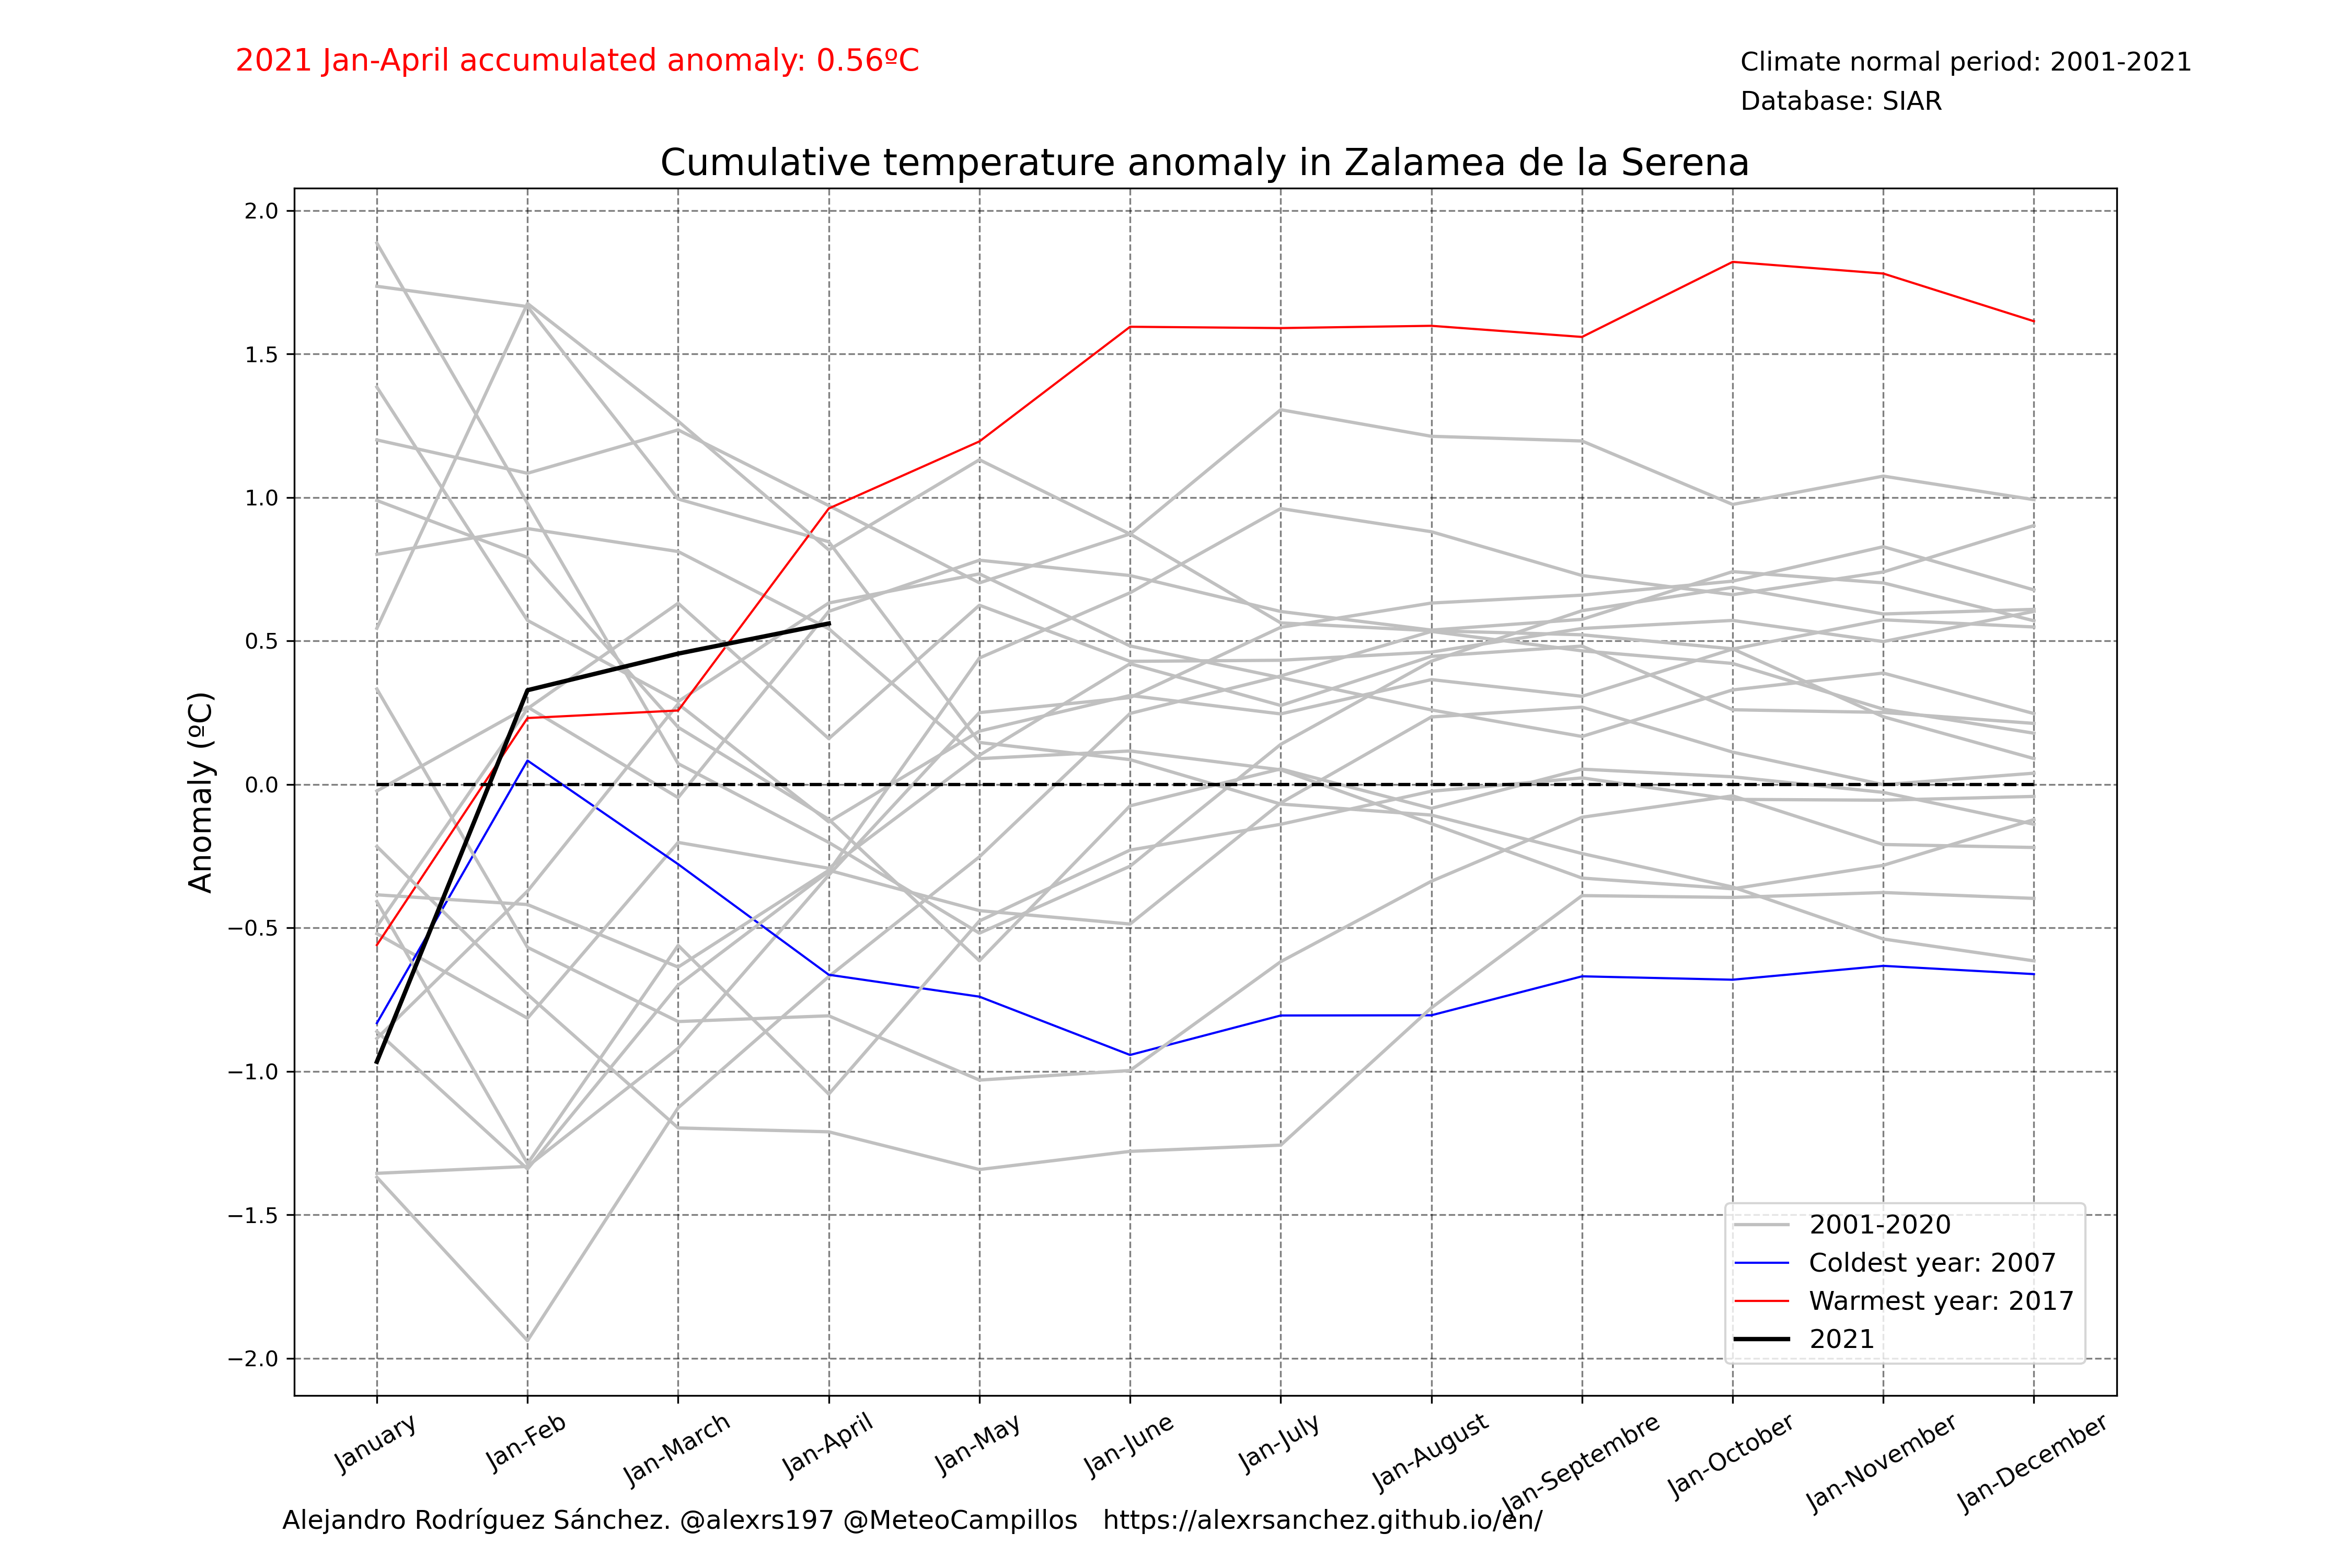 2021 Jan-April accumulated anomaly: 0.56ºC
Climate normal period: 2001-2021
Database: SIAR
Cumulative temperature anomaly in Zalamea de la Serena
Anomaly (ºC)
2.0
1.5
1.0
0.5
0.0
−0.5
−1.0
−1.5
−2.0
2001-2020
Coldest year: 2007
Warmest year: 2017
2021
January
Jan-Feb
Jan-March
Jan-April
Jan-May
Jan-June
Jan-July
Jan-August
Jan-Septembre
Jan-October
Jan-November
Jan-December
Alejandro Rodríguez Sánchez. @alexrs197 @MeteoCampillos https://alexrsanchez.github.io/en/